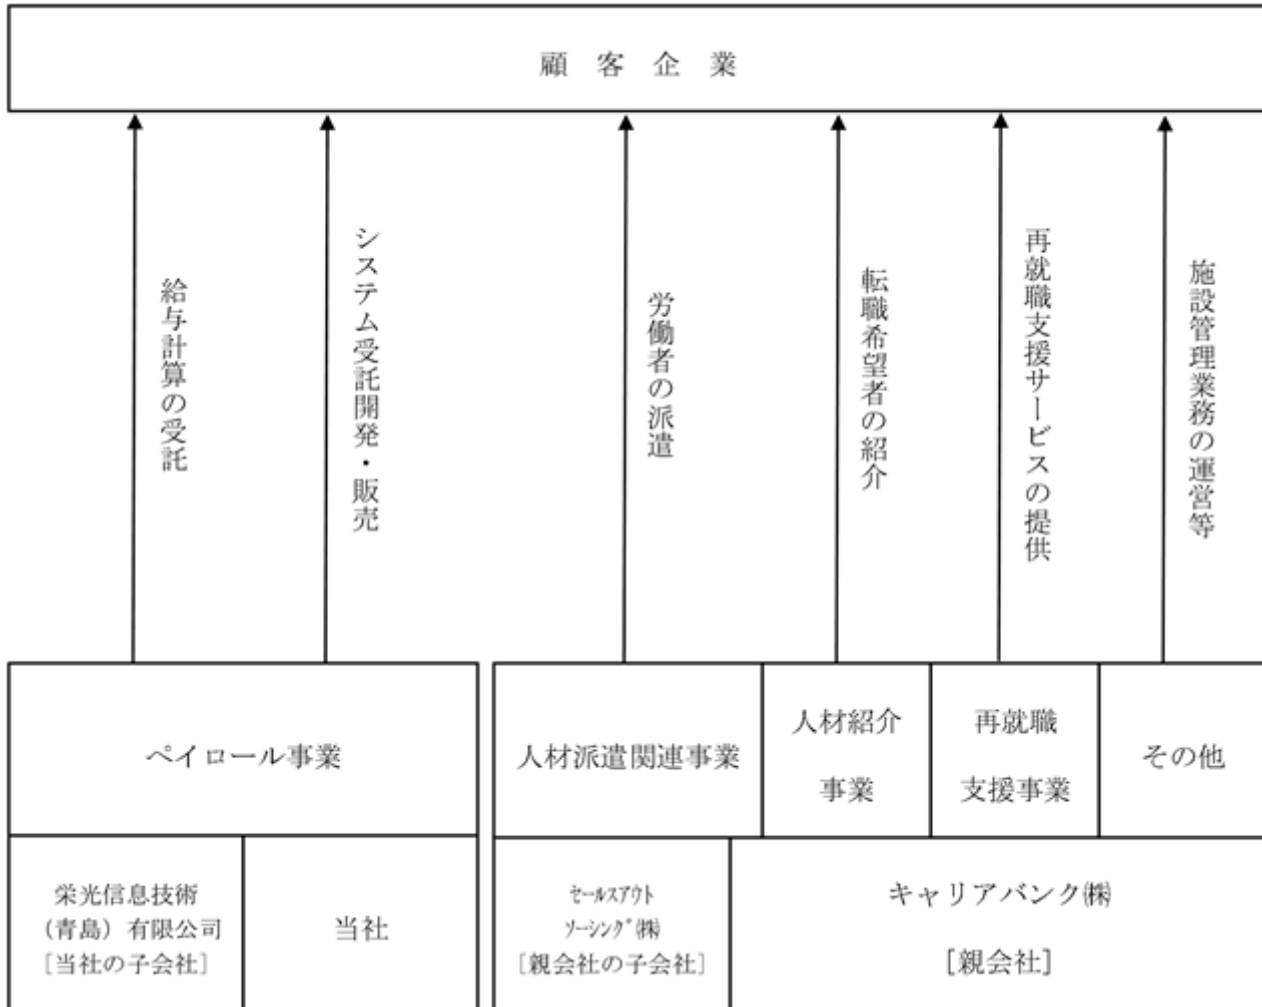 顧客企業
給与計算の受託
システム受託開発・販売
労働者の派遣
転職希望者の紹介
再就職支援サービスの提供
施設管理業務の運営等
ペイロール事業
人材派遣関連事業
人材紹介
事業
再就職
支援事業
その他
栄光信息技術
（青島）有限公司
［当社の子会社］
当社
ｾｰﾙｽｱｳﾄ
ｿｰｼﾝｸﾞ㈱
［親会社の子会社］
キャリアバンク㈱
［親会社］